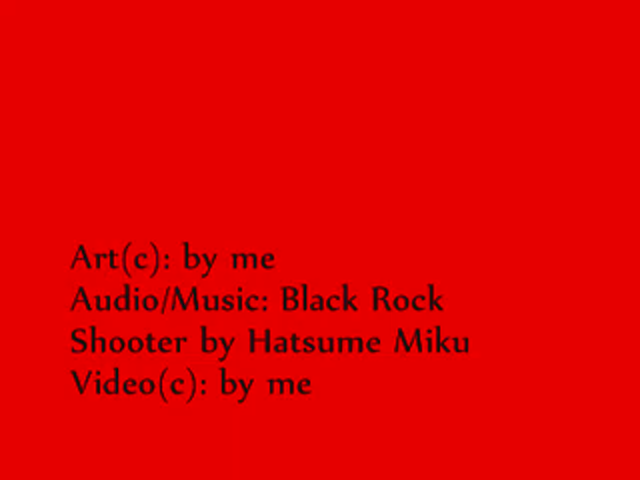 Art(c): by me
Audio/Music: Black Rock
Shooter by Hatsume Miku
Video(c): by me